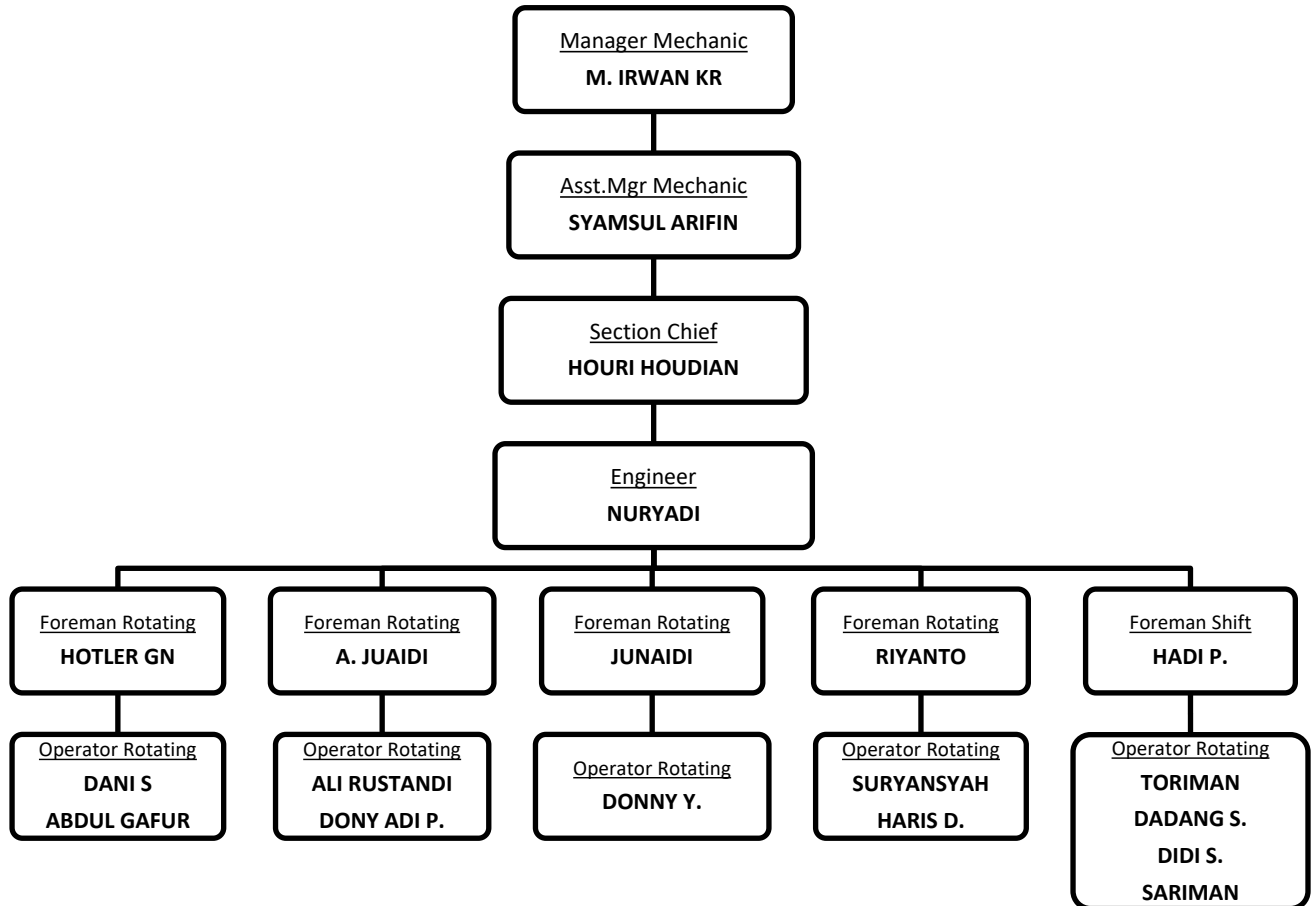 Manager Mechanic
M. IRWAN KR
Asst.Mgr Mechanic
SYAMSUL ARIFIN
Section Chief
HOURI HOUDIAN
Engineer
NURYADI
Foreman Rotating
HOTLER GN
Foreman Rotating
A. JUAIDI
Foreman Rotating
JUNAIDI
Foreman Rotating
RIYANTO
Foreman Shift
HADI P.
Operator Rotating
DANI S
ABDUL GAFUR
Operator Rotating
ALI RUSTANDI
DONY ADI P.
Operator Rotating
DONNY Y.
Operator Rotating
SURYANSYAH
HARIS D.
Operator Rotating
TORIMAN
DADANG S.
DIDI S.
SARIMAN